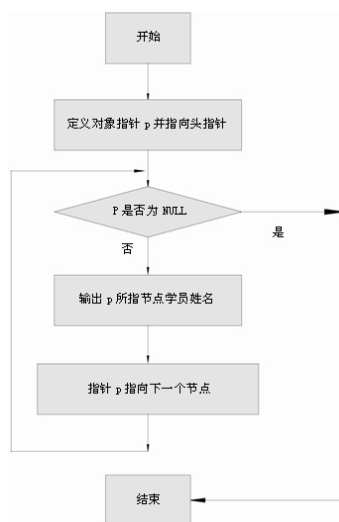 开始
定义对象指针 p 并指向头指针
P 是否为 NULL
是
否
输出 p 所指节点学员姓名
指针 p 指向下一个节点
结束